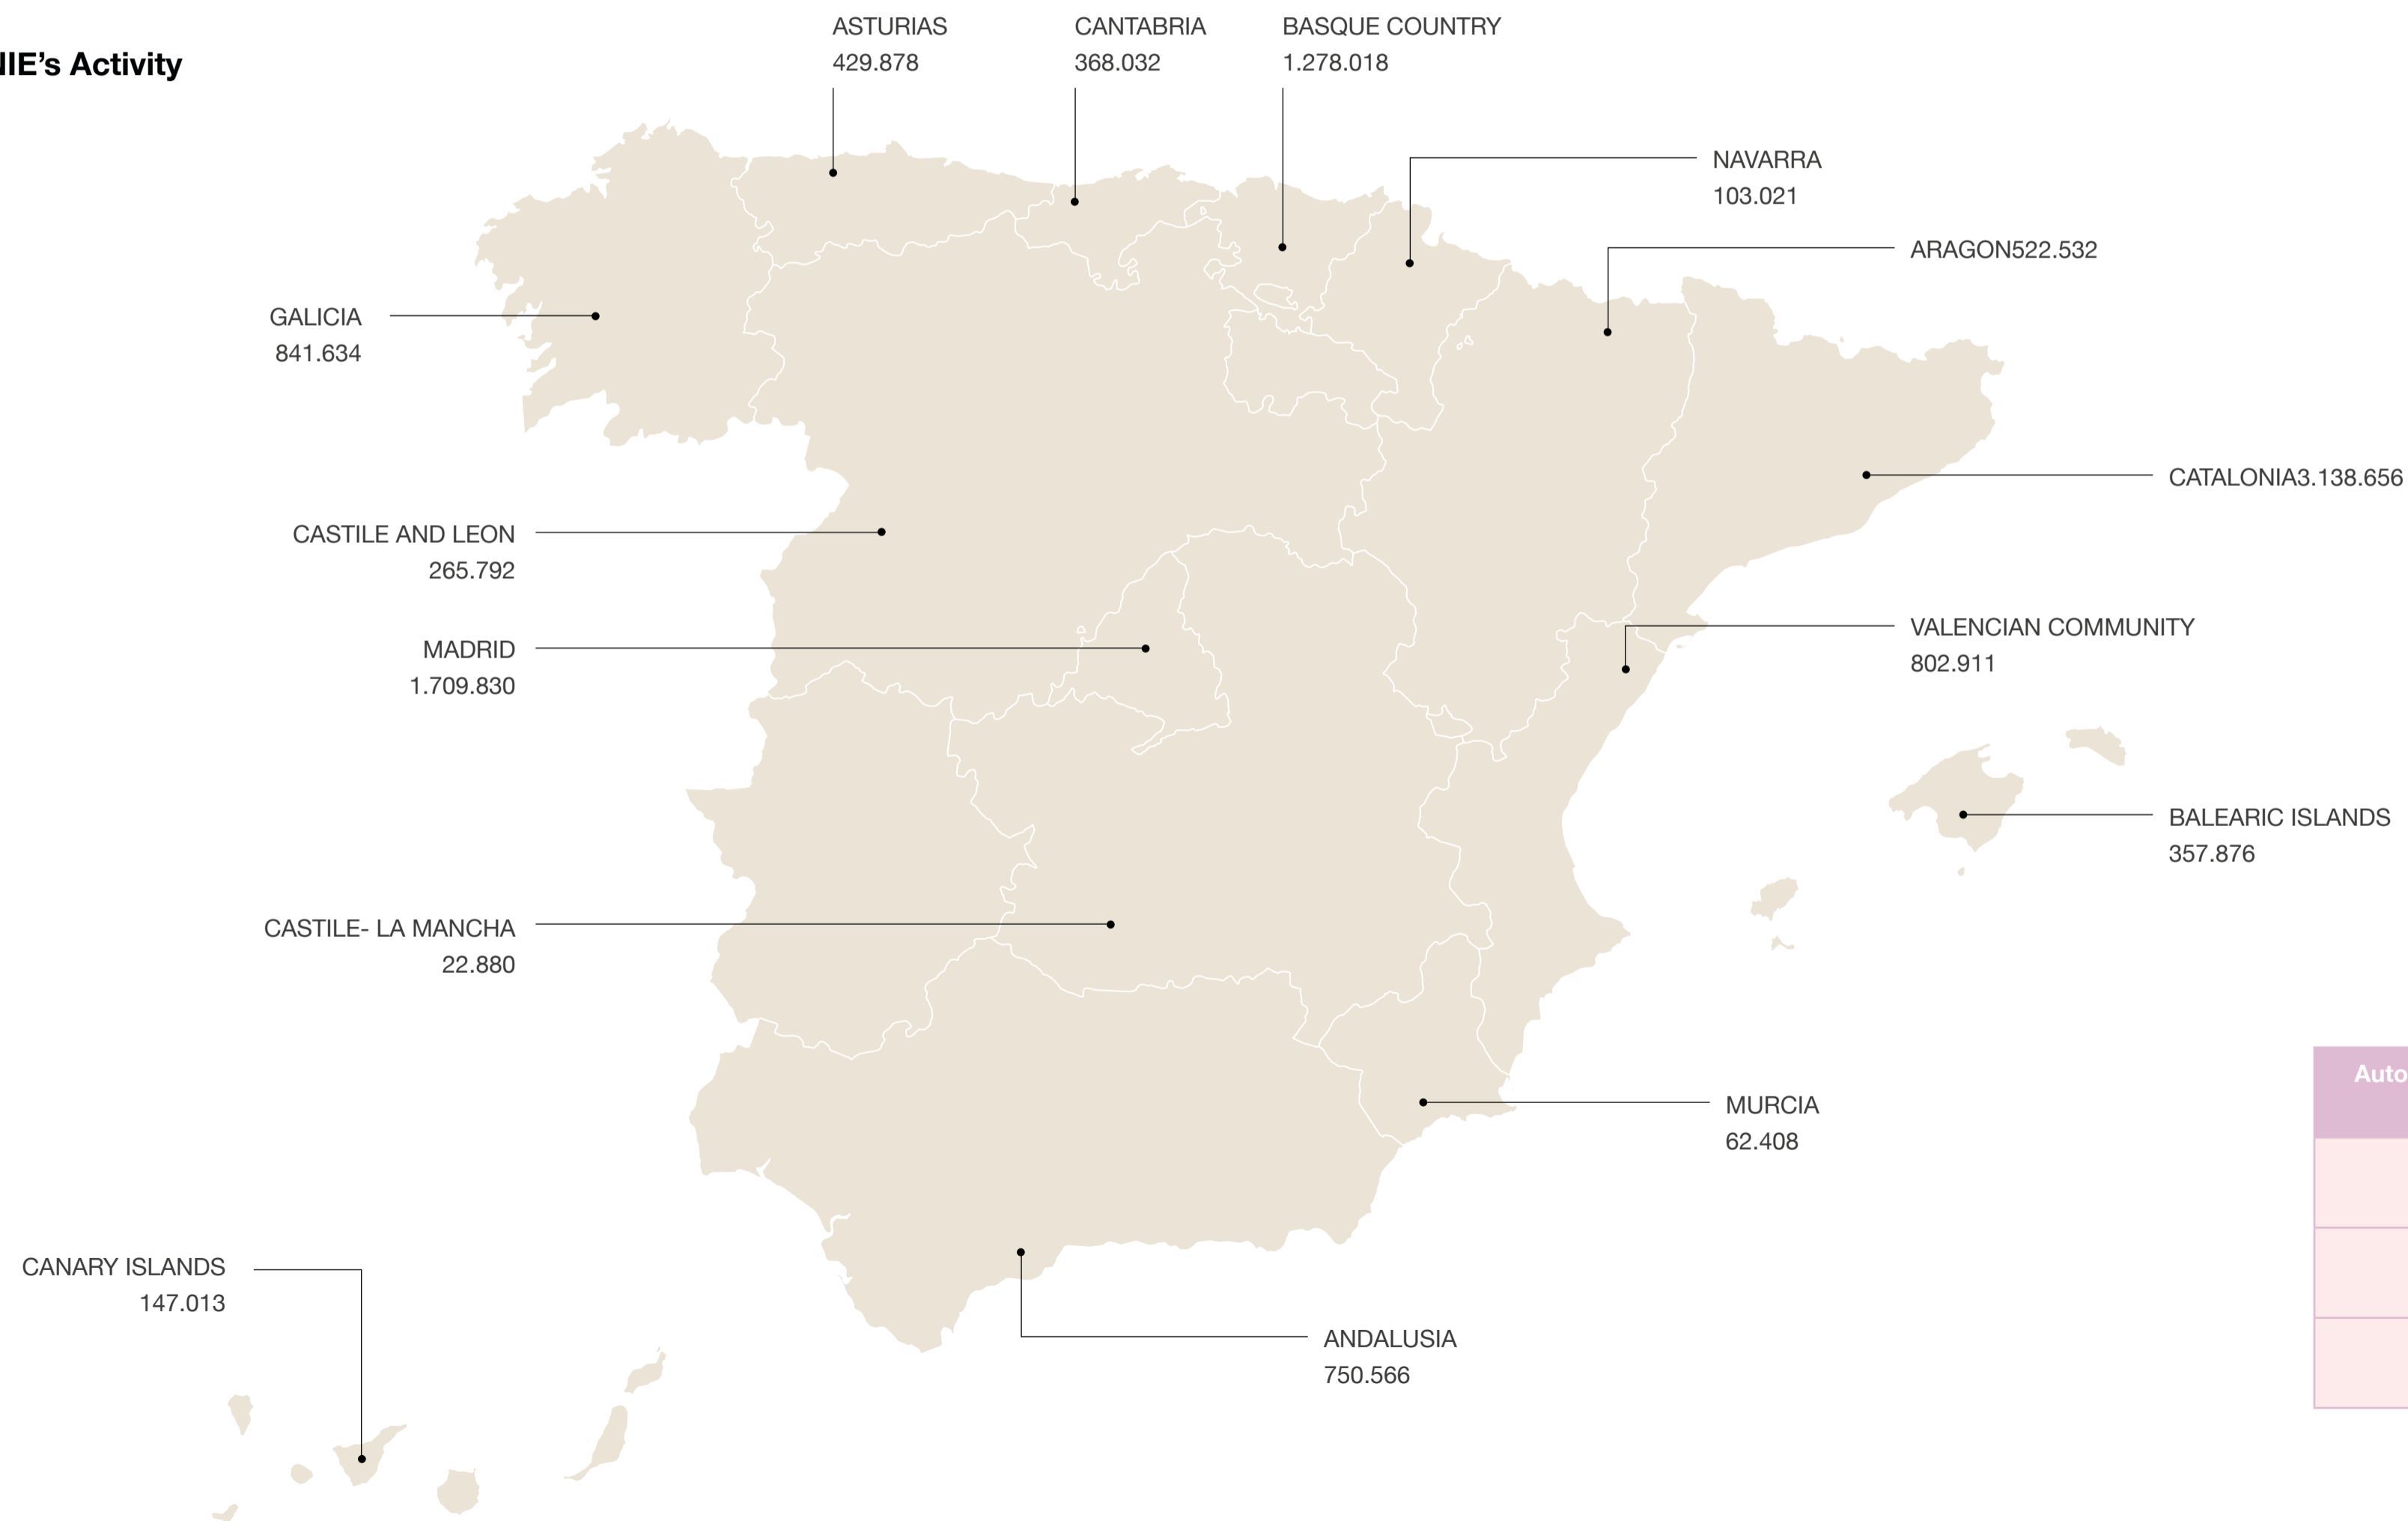 Activity
ASTURIAS
429.878
CANTABRIA
368.032
BASQUE COUNTRY
1.278.018
NAVARRA
103.021
ARAGON522.532
GALICIA
841.634
CATALONIA3.138.656
CASTILE AND LEON
265.792
MADRID
1.709.830
VALENCIAN COMMUNITY
802.911
BALEARIC ISLANDS
357.876
CASTILE- LA MANCHA
22.880
MURCIA
62.408
CANARY ISLANDS
147.013
ANDALUSIA
750.566